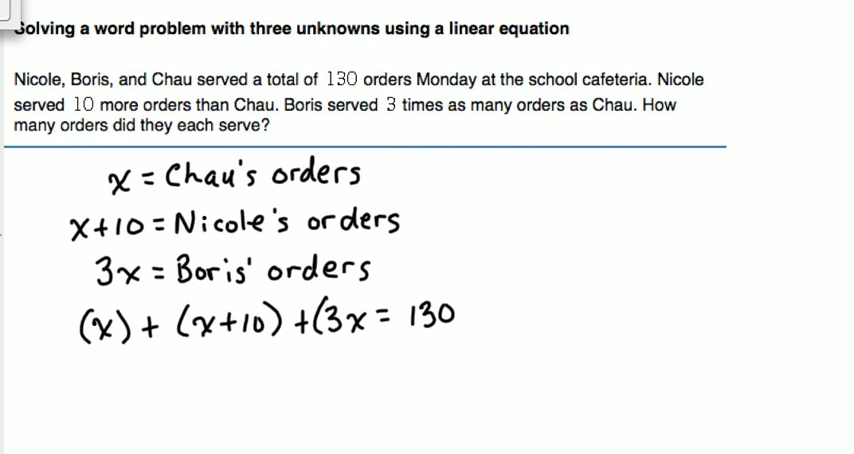 Solving a word problem with three unknowns using a linear equation
Nicole, Boris, and Chau served a total of 130 orders Monday at the school cafeteria. Nicole
served 10 more orders than Chau. Boris served 3 times as many orders as Chau. How
many orders did they each serve?
x = Chau's orders
x+10 = Nicole's orders
3x = Boris' orders
(x) + (x+10) +(3x = 130